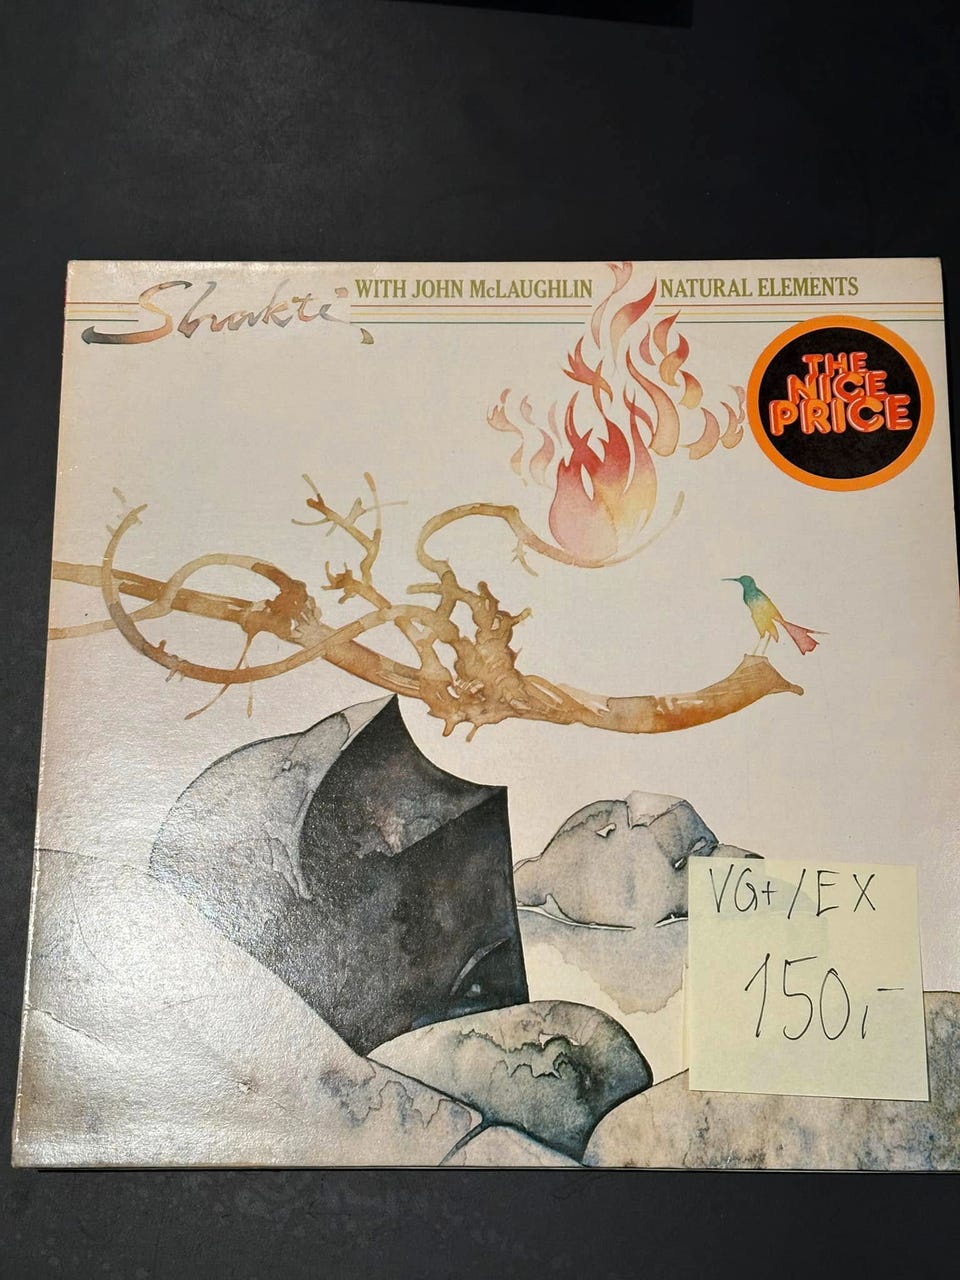 Shakti WITH JOHN McLAUGHLIN NATURAL ELEMENTS
THE
NICE
PRICE
VG+/EX
150,-